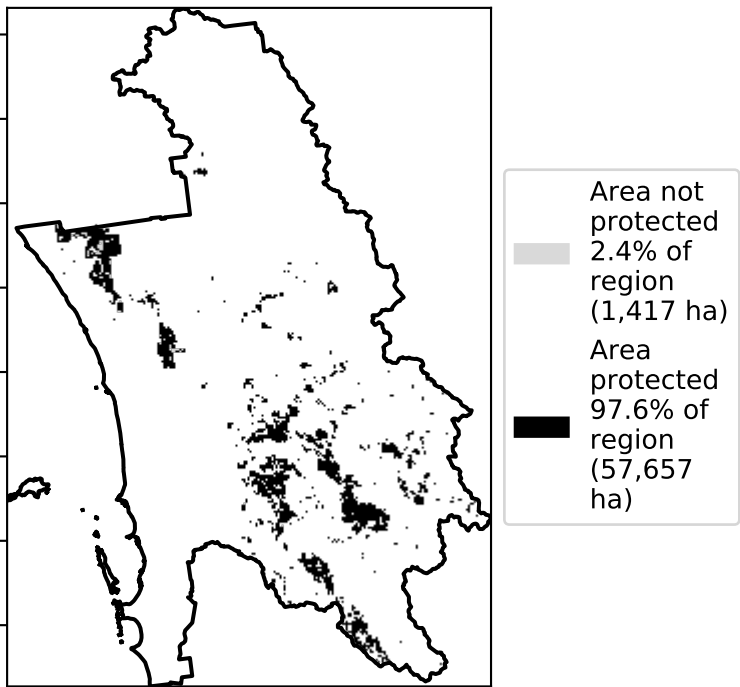 Area not
protected
2.4% of
region
(1,417 ha)
Area
protected
97.6% of
region
(57,657
ha)